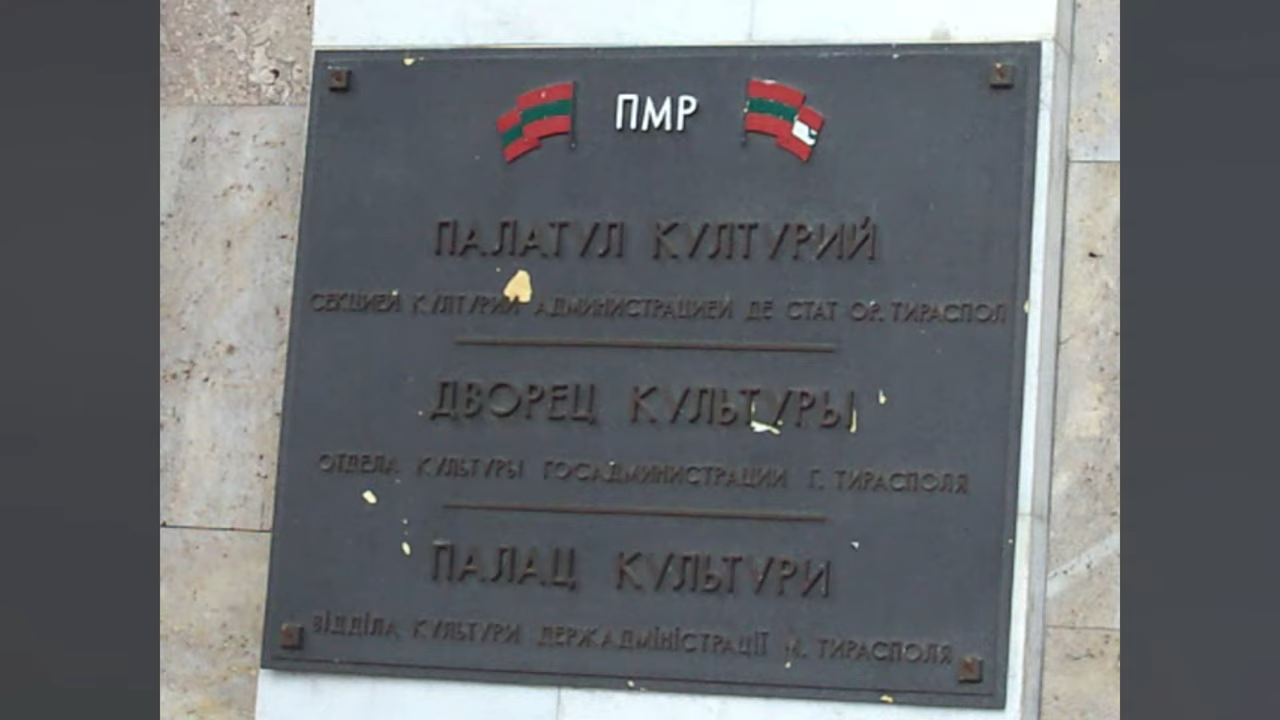 ПМР
ПАЛАТУЛ КУЛТУРИЙ
СЕКЦИЕЙ КУЛТУРИЙ АДМИНИСТРАЦИЕЙ ДЕ СТАТ ОР. ТИРАСПОЛ
ДВОРЕЦ КУЛЬТУРЫ
ОТДЕЛА КУЛЬТУРЫ ГОСАДМИНИСТРАЦИИ Г. ТИРАСПОЛЯ
ПАЛАЦ КУЛЬТУРИ
ВІДДІЛА КУЛЬТУРИ ДЕРЖАДМІНІСТРАЦІЇ М. ТИРАСПОЛЯ